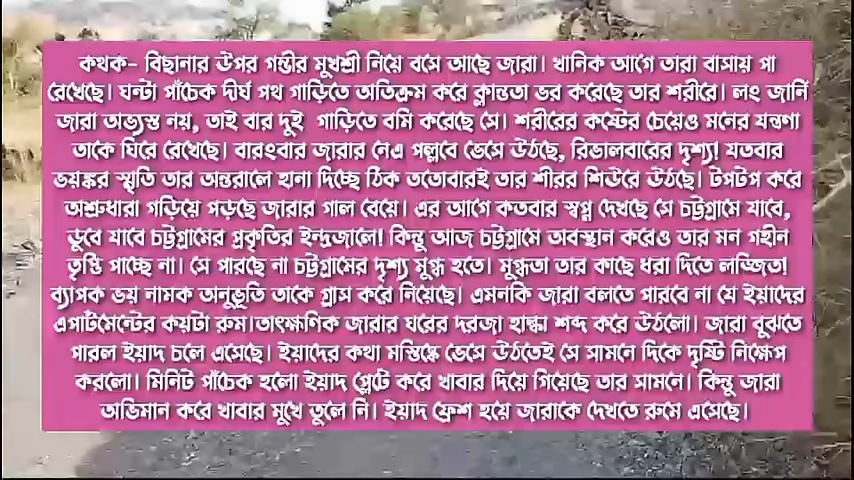 কথক- বিছানার উপর গম্ভীর মুখশ্রী নিয়ে বসে আছে জারা। খানিক আগে তারা বাসায় পা
রেখেছে। ঘন্টা পাঁচেক দীর্ঘ পথ গাড়িতে অতিক্রম করে ক্লান্ততা ভর করেছে তার শরীরে। লং জার্নি
জারা অভ্যস্ত নয়, তাই বার দুই গাড়িতে বমি করেছে সে। শরীরের কষ্টের চেয়েও মনের যন্তণা
তাকে ঘিরে রেখেছে। বারংবার জারার নেএ পল্লবে ভেসে উঠছে, রিভালবারের দৃশ্য! যতবার
ভয়ঙ্কর স্মৃতি তার অন্তরালে হানা দিচ্ছে ঠিক ততোবারই তার শীরর শিউরে উঠছে। টপটপ করে
অশ্রুধারা গড়িয়ে পড়ছে জারার গাল বেয়ে। এর আগে কতবার স্বপ্ন দেখছে সে চট্টগ্রামে যাবে,
ডুবে যাবে চট্টগ্রামের প্রকৃতির ইন্দ্রজালে! কিন্তু আজ চট্টগ্রামে অবস্থান করেও তার মন গহীন
তৃপ্তি পাচ্ছে না। সে পারছে না চট্টগ্রামের দৃশ্য মুগ্ধ হতে। মুগ্ধতা তার কাছে ধরা দিতে লজ্জিত!
ব্যাপক ভয় নামক অনুভূতি তাকে গ্রাস করে নিয়েছে। এমনকি জারা বলতে পারবে না যে ইয়াদের
এপার্টমেন্টের কয়টা রুম।তাৎক্ষণিক জারার ঘরের দরজা হাল্কা শব্দ করে উঠলো। জারা বুঝতে
পারল ইয়াদ চলে এসেছে। ইয়াদের কথা মস্তিষ্কে ভেসে উঠতেই সে সামনে দিকে দৃষ্টি নিক্ষেপ
করলো। মিনিট পাঁচেক হলো ইয়াদ প্লেটে করে খাবার দিয়ে গিয়েছে তার সামনে। কিন্তু জারা
অভিমান করে খাবার মুখে তুলে নি। ইয়াদ ফ্রেশ হয়ে জারাকে দেখতে রুমে এসেছে।